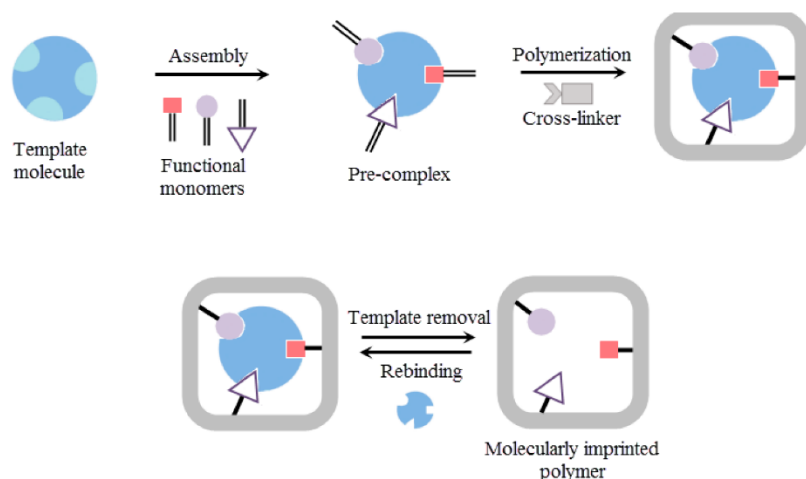 Template
molecule
Assembly
Functional
monomers
Pre-complex
Polymerization
Cross-linker
Template removal
Rebinding
Molecularly imprinted
polymer